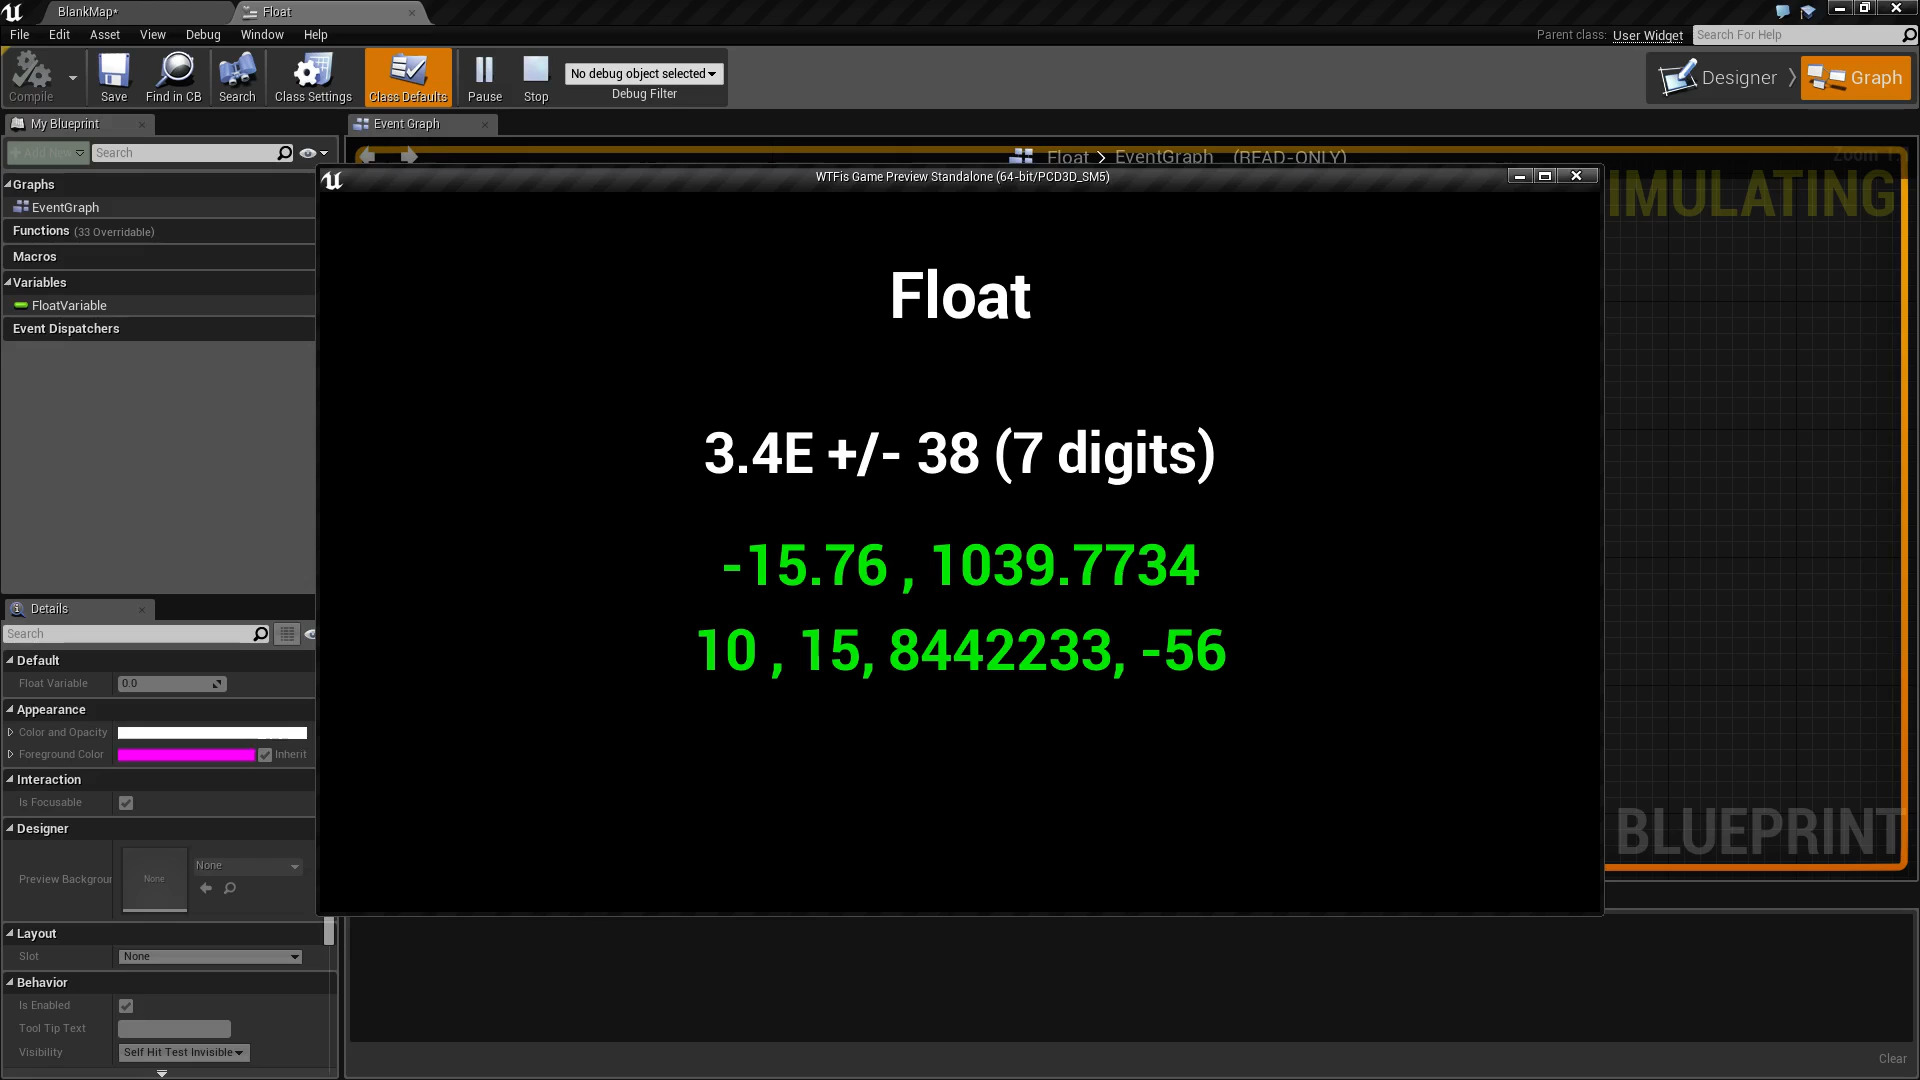 BlankMap*
Float
File Edit Asset View Debug Window Help
Parent class: User Widget Search For Help
Compile Save Find in CB Search Class Settings Class Defaults Pause Stop
No debug object selected
Debug Filter
Designer Graph
My Blueprint
Event Graph
Add New Search
Float > EventGraph (READ-ONLY)
Graphs
EventGraph
Functions (33 Overridable)
Macros
Variables
FloatVariable
Event Dispatchers
WTFis Game Preview Standalone (64-bit/PCD3D_SM5)
IMULATING
Float
3.4E +/- 38 (7 digits)
-15.76 , 1039.7734
10 , 15, 8442233, -56
BLUEPRINT
Details
Search
Default
Float Variable 0.0
Appearance
Color and Opacity
Foreground Color Inherit
Interaction
Is Focusable
Designer
Preview Backgrour None None
Layout
Slot None
Behavior
Is Enabled
Tool Tip Text
Visibility Self Hit Test Invisible
Clear